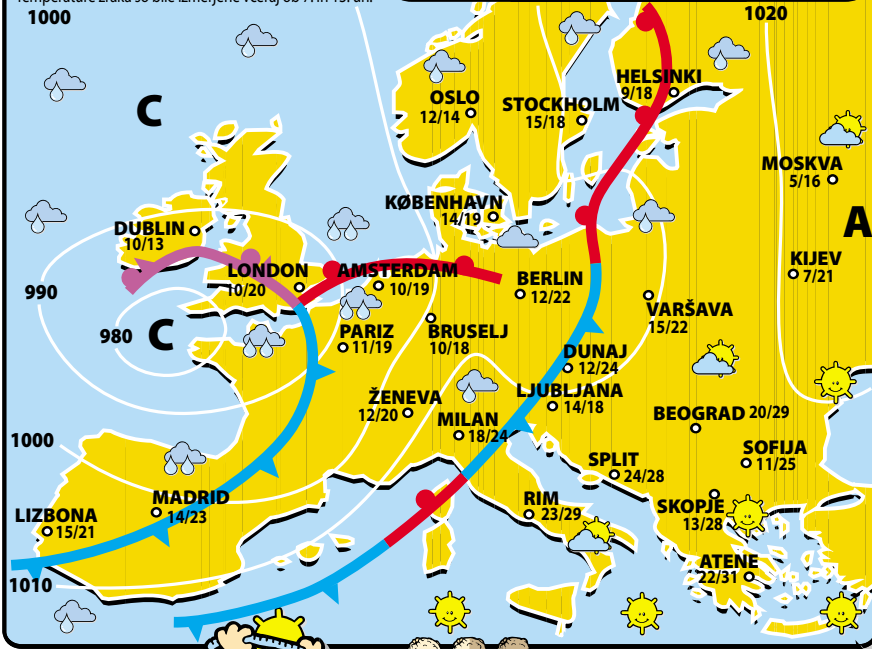 Temperature zraka so bile izmerjene včeraj ob 7. in 13. uri.
1000
1020
C
HELSINKI
9/18
OSLO
12/14
STOCKHOLM
15/18
MOSKVA
5/16
KØBENHAVN
14/19
A
DUBLIN
10/13
KIJEV
7/21
LONDON
10/20
AMSTERDAM
10/19
BERLIN
12/22
990
980
C
VARŠAVA
15/22
PARIZ
11/19
BRUSELJ
10/18
DUNAJ
12/24
LJUBLJANA
14/18
ŽENEVA
12/20
BEOGRAD 20/29
MILAN
18/24
1000
SOFIJA
11/25
SPLIT
24/28
MADRID
14/23
LIZBONA
15/21
RIM
23/29
SKOPJE
13/28
ATENE
22/31
1010